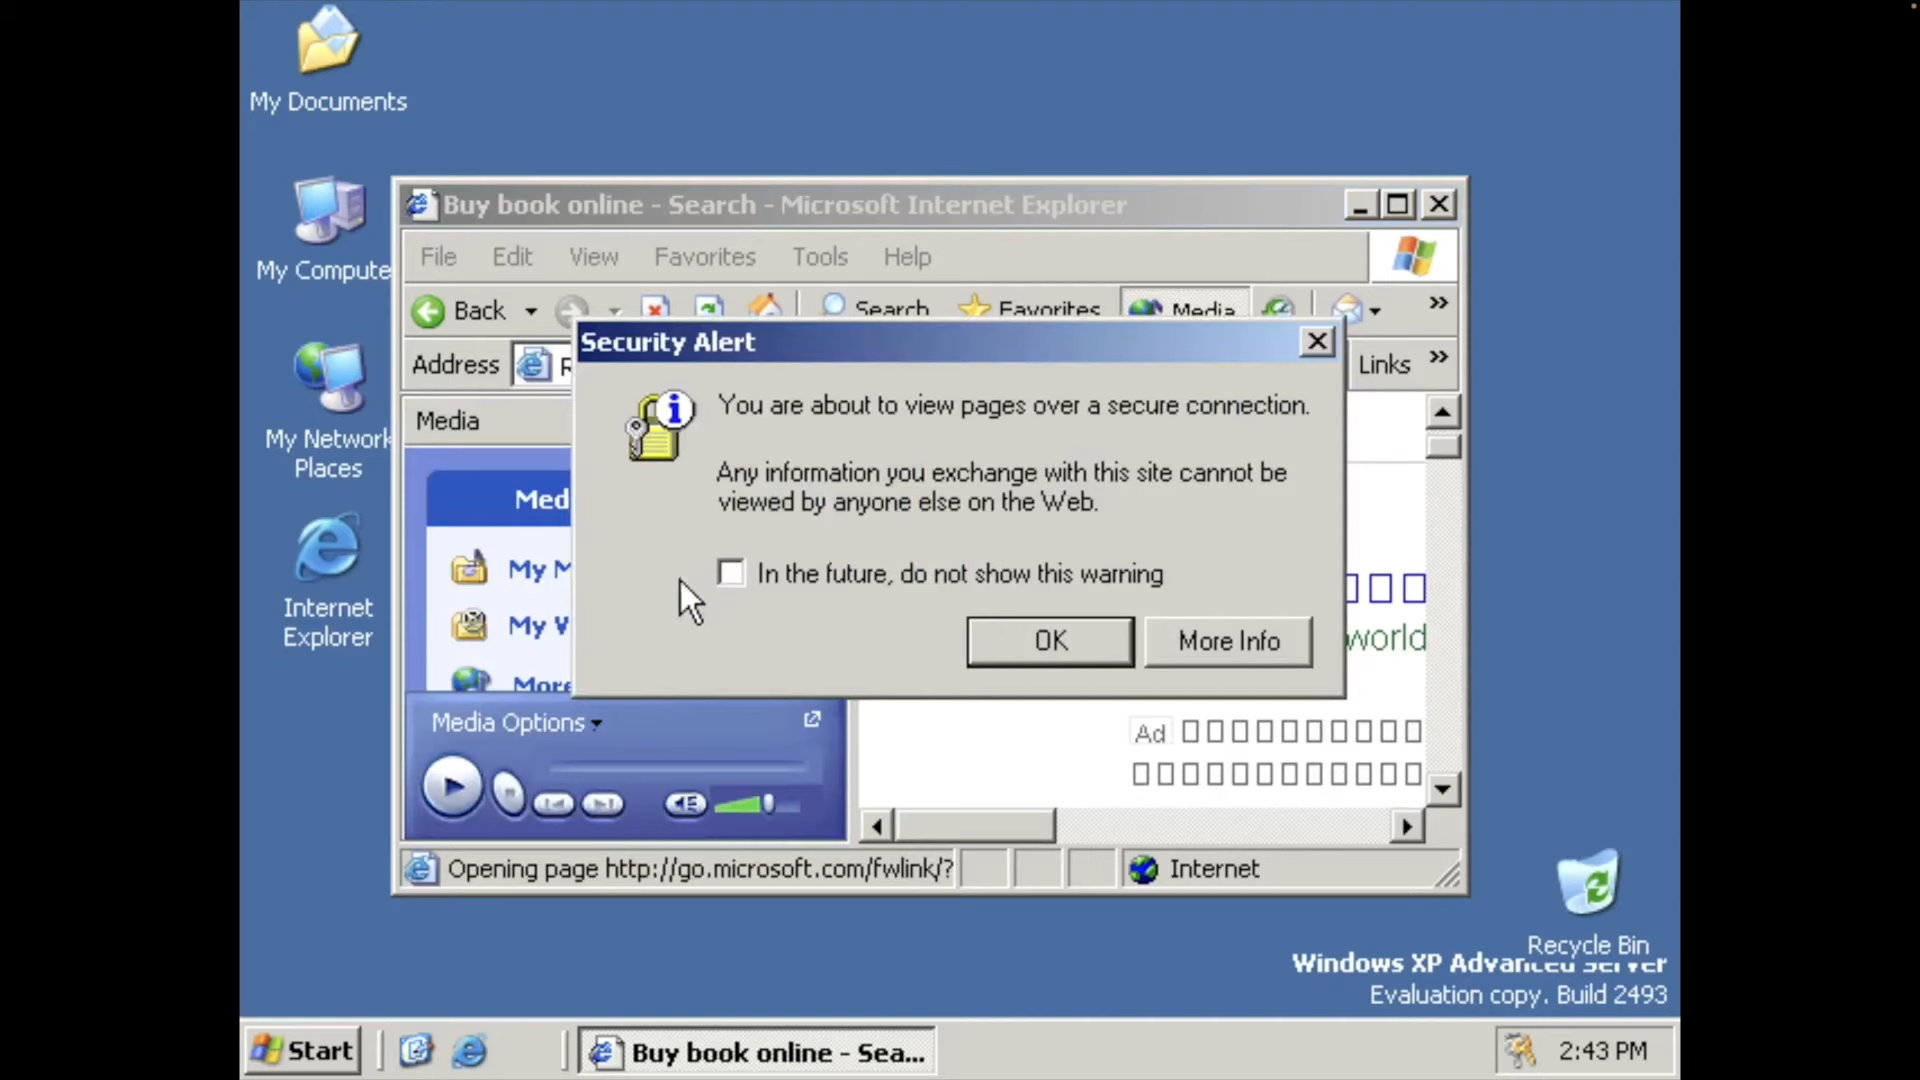 My Documents
My Compute
My Network
Places
Internet
Explorer
Buy book online - Search - Microsoft Internet Explorer
File Edit View Favorites Tools Help
Back Search Favorites Media
Address Links
Security Alert
You are about to view pages over a secure connection.
Any information you exchange with this site cannot be
viewed by anyone else on the Web.
In the future, do not show this warning
OK More Info
Media
Med
My M
My V
More
world
Media Options
Ad
Opening page http://go.microsoft.com/fwlink/? Internet
Recycle Bin
Windows XP Advanced Server
Evaluation copy. Build 2493
Start Buy book online - Sea... 2:43 PM